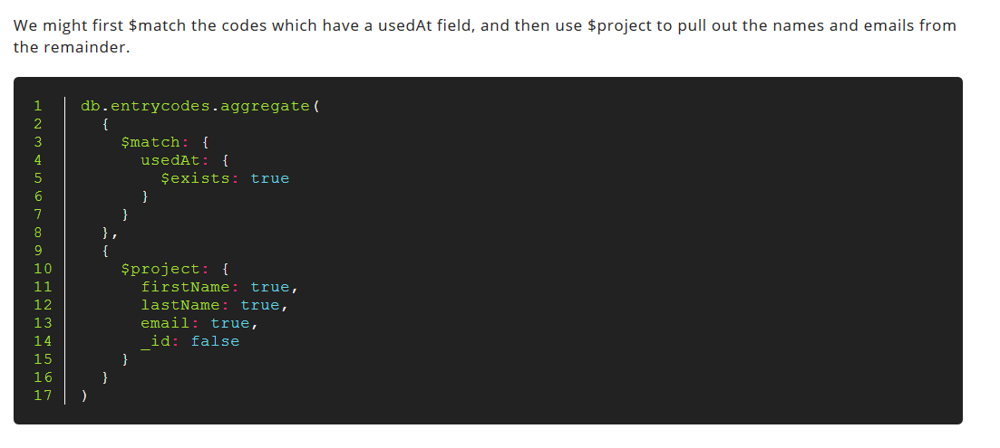 We might first $match the codes which have a usedAt field, and then use $project to pull out the names and emails from
the remainder.
1 db.entrycodes.aggregate(
2 {
3 $match: {
4 usedAt: {
5 $exists: true
6 }
7 }
8 },
9 {
10 $project: {
11 firstName: true,
12 lastName: true,
13 email: true,
14 _id: false
15 }
16 }
17 )